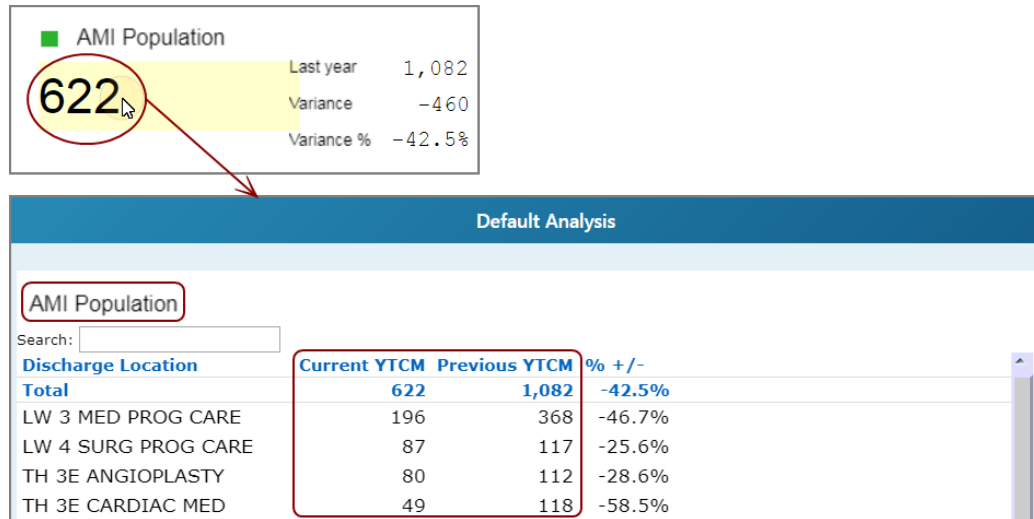 AMI Population
622
Last year 1,082
Variance -460
Variance % -42.5%
Default Analysis
AMI Population
Search:
Discharge Location Current YTCM Previous YTCM % +/-
Total 622 1,082 -42.5%
LW 3 MED PROG CARE 196 368 -46.7%
LW 4 SURG PROG CARE 87 117 -25.6%
TH 3E ANGIOPLASTY 80 112 -28.6%
TH 3E CARDIAC MED 49 118 -58.5%